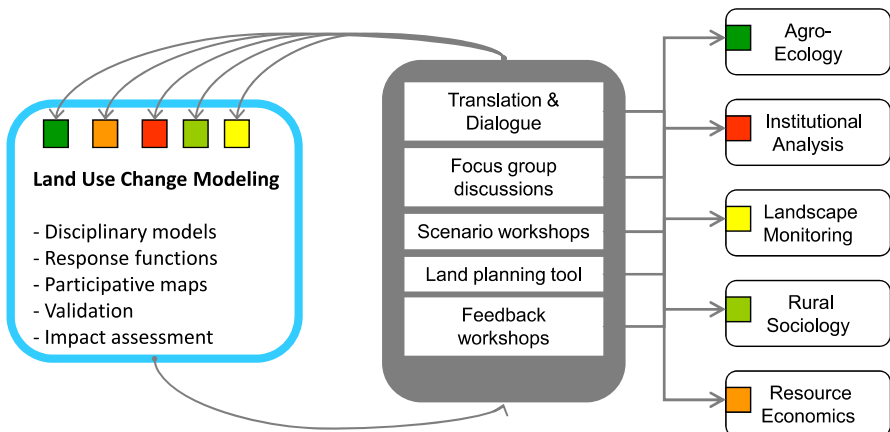 Land Use Change Modeling
- Disciplinary models
- Response functions
- Participative maps
- Validation
- Impact assessment
Translation &
Dialogue
Focus group
discussions
Scenario workshops
Land planning tool
Feedback
workshops
Agro-
Ecology
Institutional
Analysis
Landscape
Monitoring
Rural
Sociology
Resource
Economics